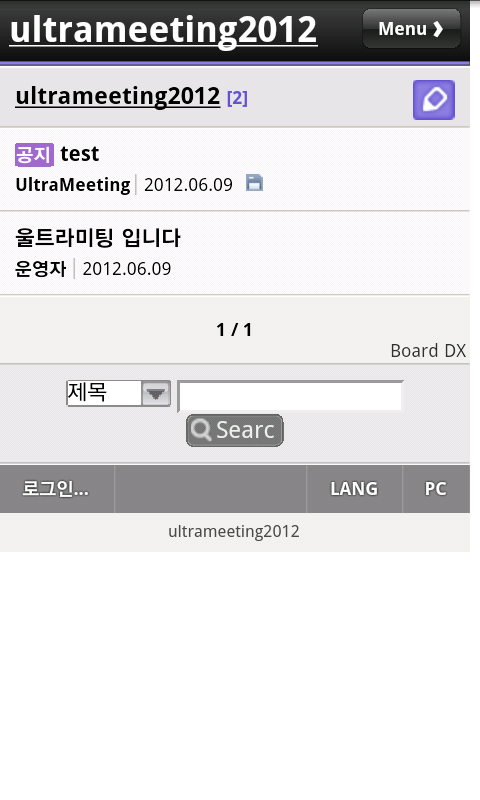 ultrameeting2012 Menu ❯
ultrameeting2012 [2]
공지 test
UltraMeeting 2012.06.09
울트라미팅 입니다
운영자 2012.06.09
1 / 1
Board DX
제목
Searc
로그인... LANG PC
ultrameeting2012